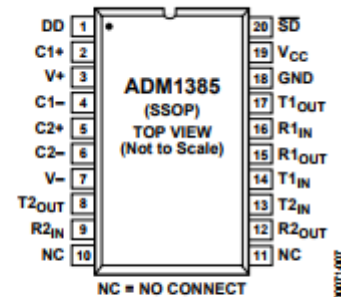 DD 1 20 SD
C1+ 2 19 VCC
V+ 3 18 GND
C1– 4 17 T1OUT
C2+ 5 16 R1IN
C2– 6 15 R1OUT
V– 7 14 T1IN
T2OUT 8 13 T2IN
R2IN 9 12 R2OUT
NC 10 11 NC
ADM1385
(SSOP)
TOP VIEW
(Not to Scale)
NC = NO CONNECT